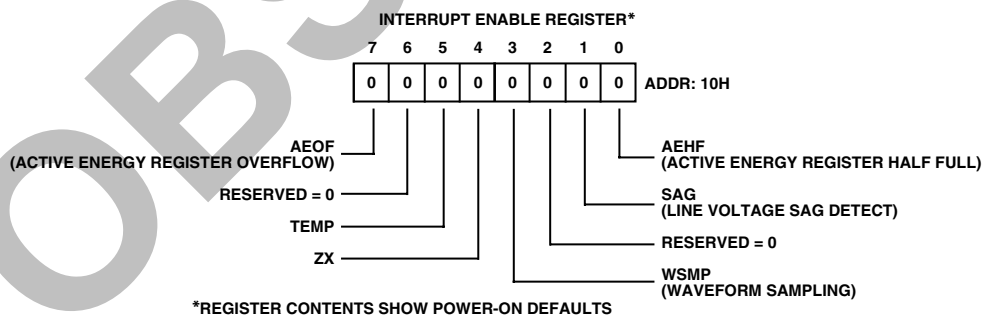 INTERRUPT ENABLE REGISTER*
7 6 5 4 3 2 1 0
0 0 0 0 0 0 0 0 ADDR: 10H
AEOF
(ACTIVE ENERGY REGISTER OVERFLOW)
RESERVED = 0
TEMP
ZX
AEHF
(ACTIVE ENERGY REGISTER HALF FULL)
SAG
(LINE VOLTAGE SAG DETECT)
RESERVED = 0
WSMP
(WAVEFORM SAMPLING)
*REGISTER CONTENTS SHOW POWER-ON DEFAULTS
OBS